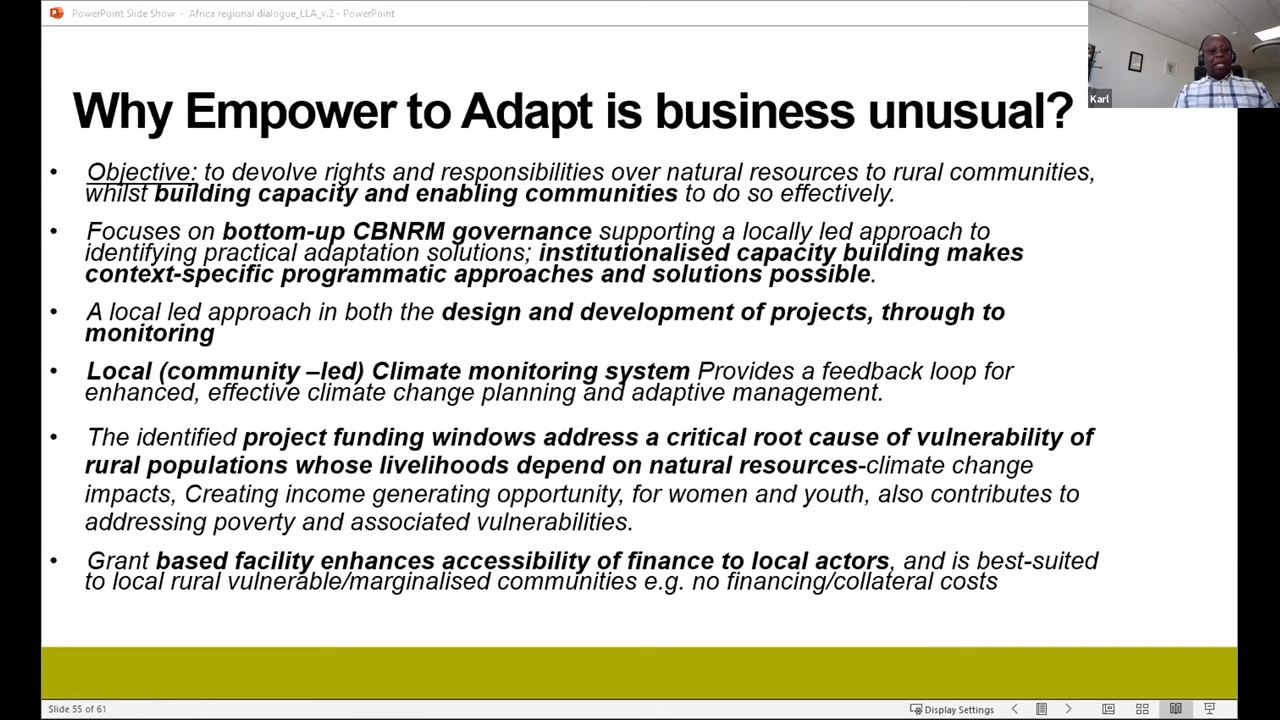 PowerPoint Slide Show - Africa regional dialogue_LLA_v.2 - PowerPoint
Karl
Why Empower to Adapt is business unusual?
• Objective: to devolve rights and responsibilities over natural resources to rural communities,
whilst building capacity and enabling communities to do so effectively.
• Focuses on bottom-up CBNRM governance supporting a locally led approach to
identifying practical adaptation solutions; institutionalised capacity building makes
context-specific programmatic approaches and solutions possible.
• A local led approach in both the design and development of projects, through to
monitoring
• Local (community –led) Climate monitoring system Provides a feedback loop for
enhanced, effective climate change planning and adaptive management.
• The identified project funding windows address a critical root cause of vulnerability of
rural populations whose livelihoods depend on natural resources-climate change
impacts, Creating income generating opportunity, for women and youth, also contributes to
addressing poverty and associated vulnerabilities.
• Grant based facility enhances accessibility of finance to local actors, and is best-suited
to local rural vulnerable/marginalised communities e.g. no financing/collateral costs
Slide 55 of 61
Display Settings